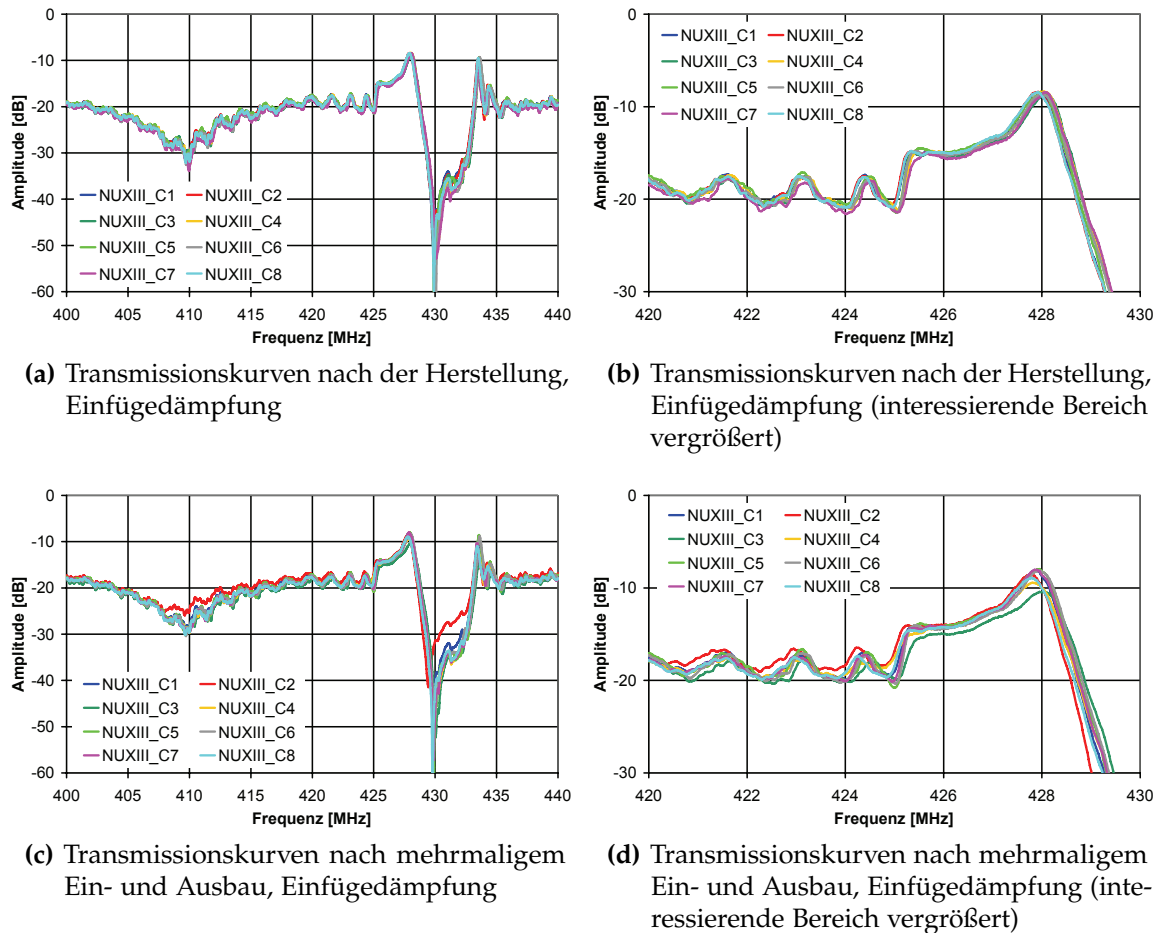 0
-10
-20
-30
-40
-50
-60
Amplitude [dB]
NUXIII_C1 NUXIII_C2
NUXIII_C3 NUXIII_C4
NUXIII_C5 NUXIII_C6
NUXIII_C7 NUXIII_C8
400 405 410 415 420 425 430 435 440
Frequenz [MHz]
(a) Transmissionskurven nach der Herstellung,
Einfügedämpfung
0
-10
-20
-30
Amplitude [dB]
NUXIII_C1 NUXIII_C2
NUXIII_C3 NUXIII_C4
NUXIII_C5 NUXIII_C6
NUXIII_C7 NUXIII_C8
420 422 424 426 428 430
Frequenz [MHz]
(b) Transmissionskurven nach der Herstellung,
Einfügedämpfung (interessierende Bereich
vergrößert)
0
-10
-20
-30
-40
-50
-60
Amplitude [dB]
NUXIII_C1 NUXIII_C2
NUXIII_C3 NUXIII_C4
NUXIII_C5 NUXIII_C6
NUXIII_C7 NUXIII_C8
400 405 410 415 420 425 430 435 440
Frequenz [MHz]
(c) Transmissionskurven nach mehrmaligem
Ein- und Ausbau, Einfügedämpfung
0
-10
-20
-30
Amplitude [dB]
NUXIII_C1 NUXIII_C2
NUXIII_C3 NUXIII_C4
NUXIII_C5 NUXIII_C6
NUXIII_C7 NUXIII_C8
420 422 424 426 428 430
Frequenz [MHz]
(d) Transmissionskurven nach mehrmaligem
Ein- und Ausbau, Einfügedämpfung (inte-
ressierende Bereich vergrößert)